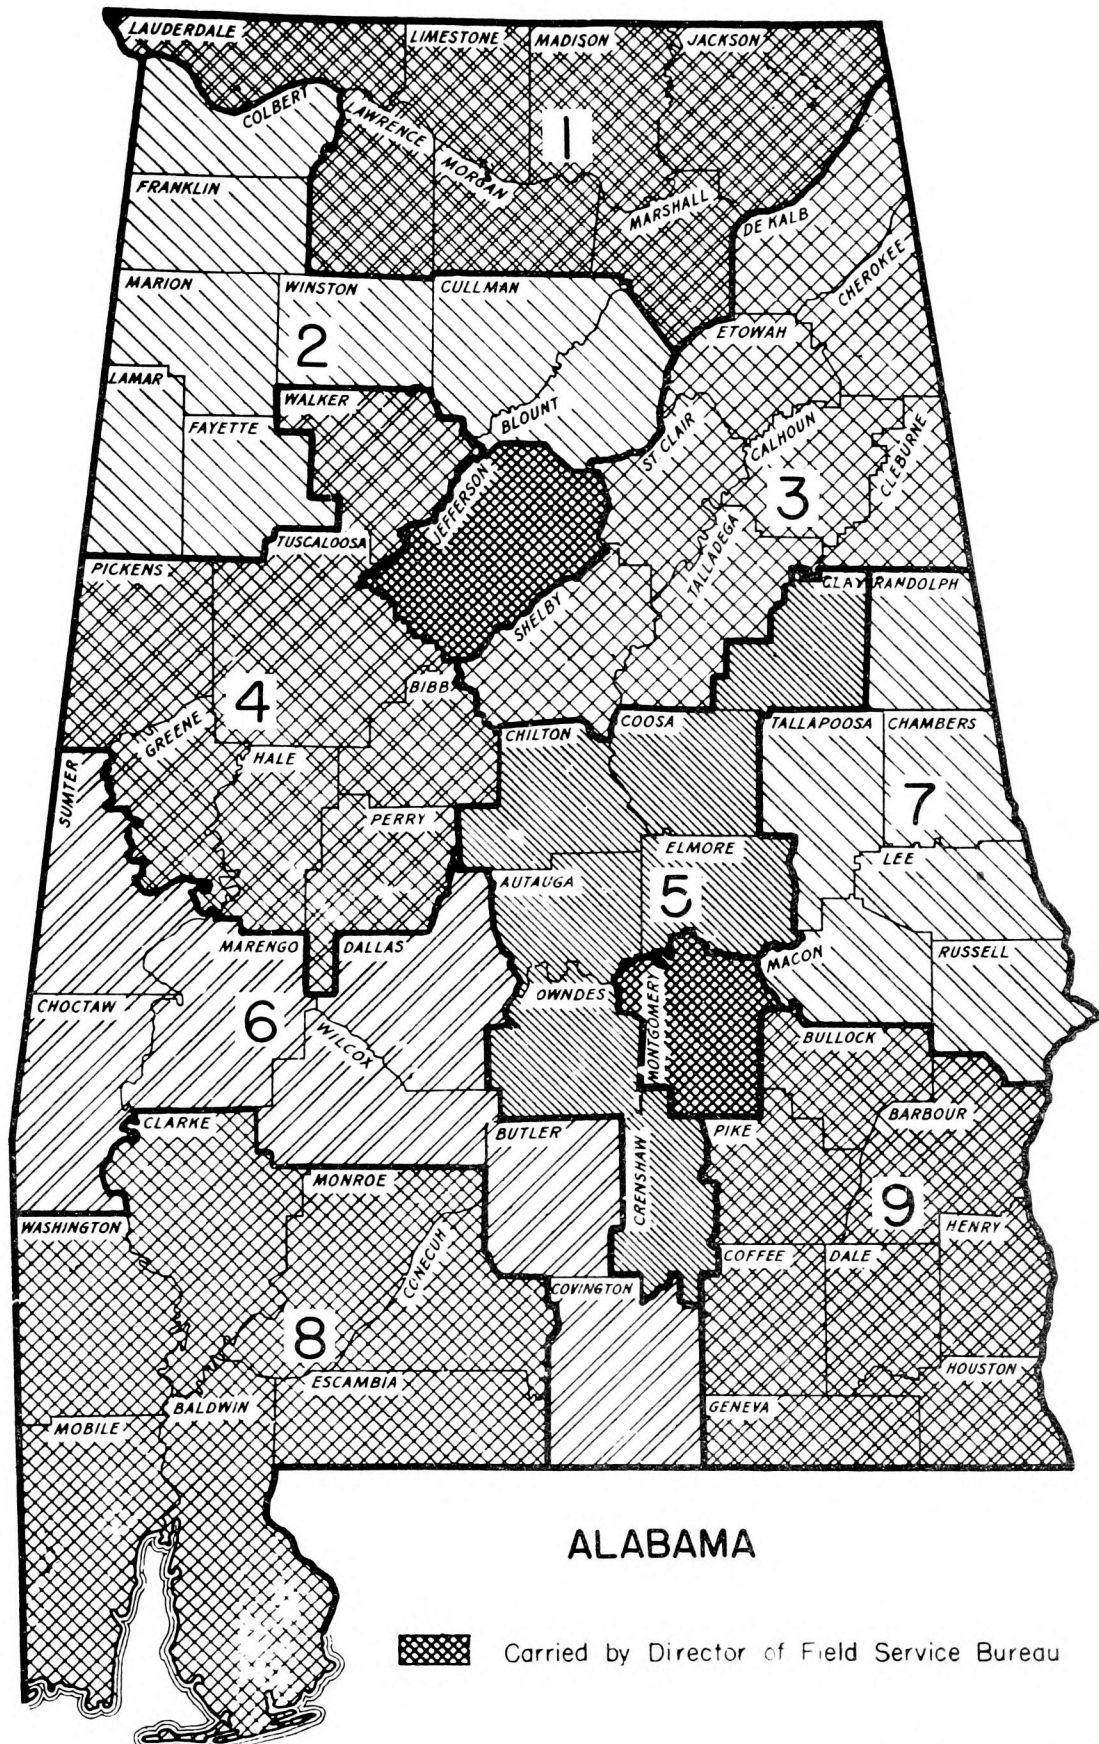 LAUDERDALE
LIMESTONE
MADISON
JACKSON
COLBERT
LAWRENCE
1
MORGAN
FRANKLIN
MARSHALL
DE KALB
CHEROKEE
MARION
WINSTON
CULLMAN
2
ETOWAH
LAMAR
WALKER
FAYETTE
BLOUNT
ST. CLAIR
CALHOUN
CLEBURNE
JEFFERSON
3
TUSCALOOSA
TALLADEGA
PICKENS
SHELBY
CLAY
RANDOLPH
4
BIBB
GREENE
HALE
CHILTON
COOSA
TALLAPOOSA
CHAMBERS
SUMTER
7
PERRY
ELMORE
LEE
AUTAUGA
5
MARENGO
DALLAS
MACON
RUSSELL
CHOCTAW
6
WILCOX
OWNDES
MONTGOMERY
BULLOCK
CLARKE
BUTLER
PIKE
BARBOUR
MONROE
CRENSHAW
9
WASHINGTON
CONECUH
HENRY
COFFEE
DALE
COVINGTON
8
ESCAMBIA
HOUSTON
MOBILE
BALDWIN
GENEVA
ALABAMA
Carried by Director of Field Service Bureau